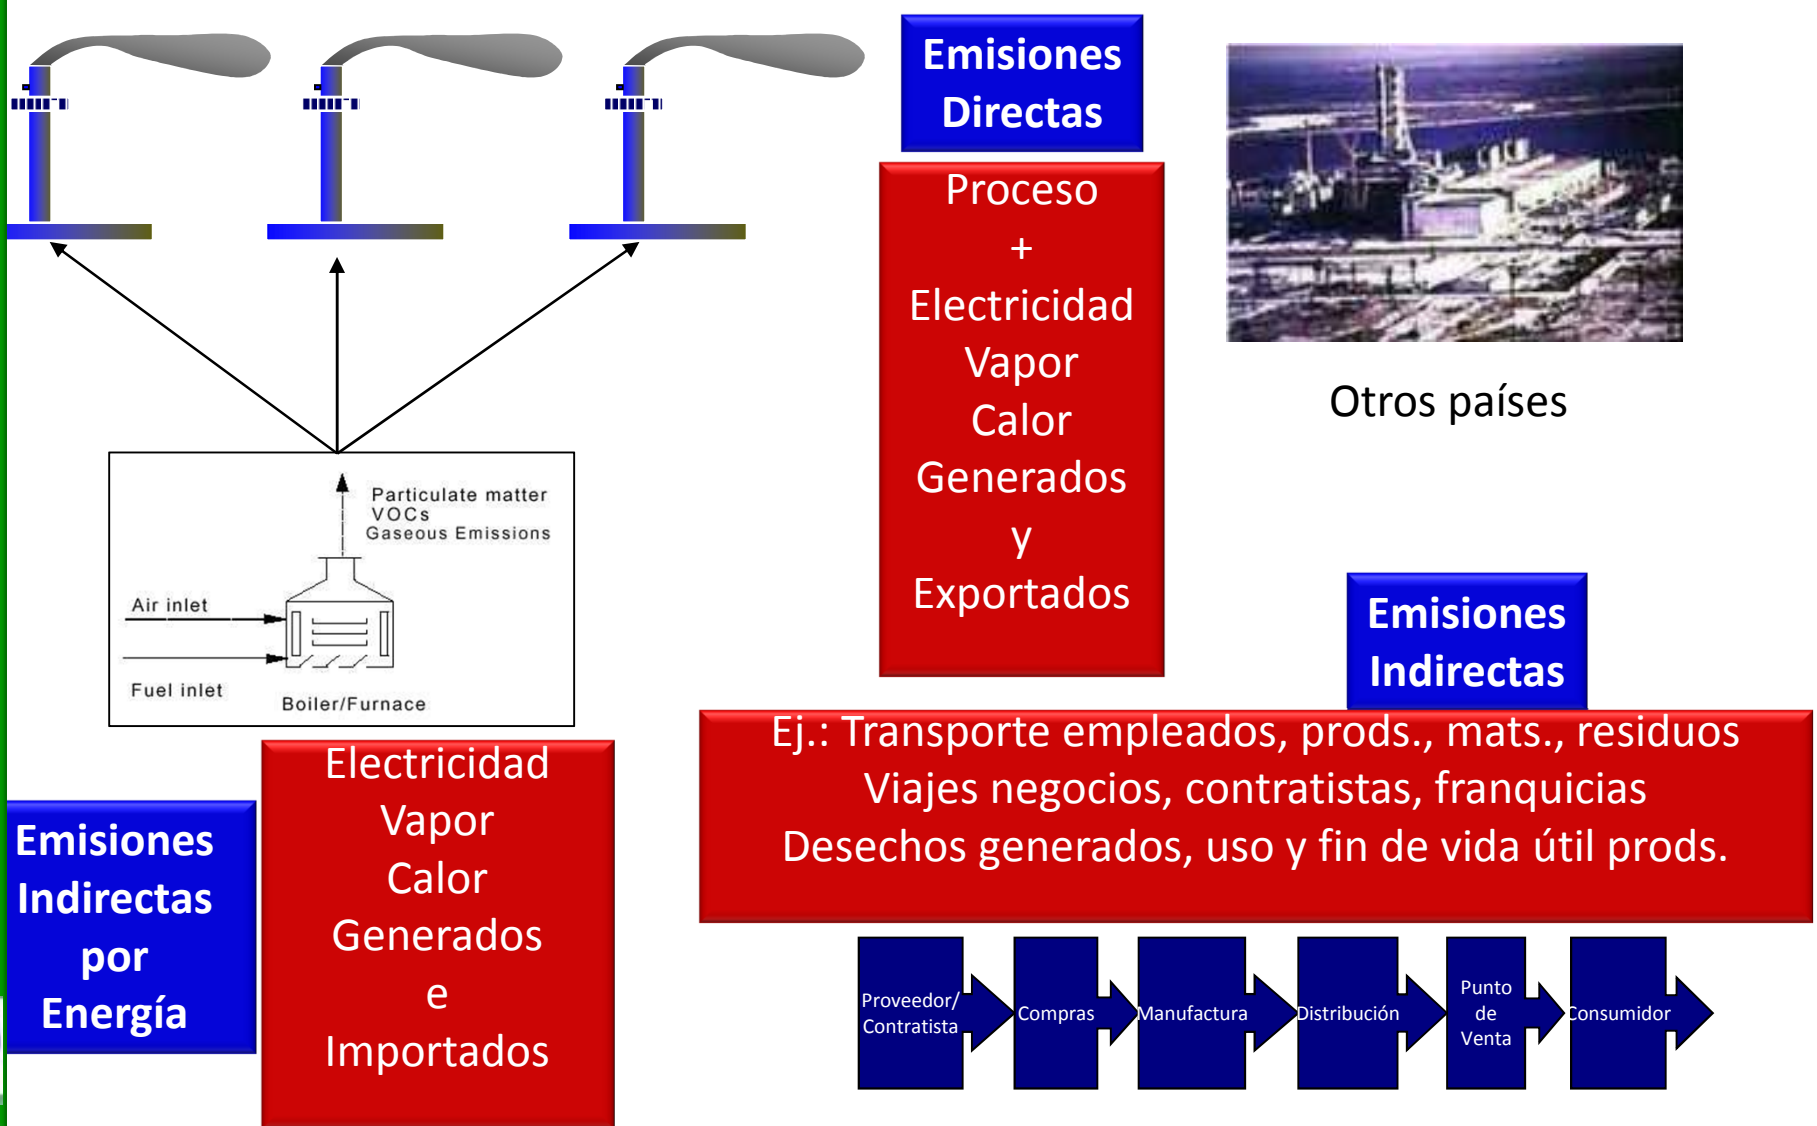 Emisiones
Directas
Proceso
+
Electricidad
Vapor
Calor
Generados
y
Exportados
Otros países
Particulate matter
VOCs
Gaseous Emissions
Air inlet
Fuel inlet
Boiler/Furnace
Emisiones
Indirectas
por
Energía
Electricidad
Vapor
Calor
Generados
e
Importados
Emisiones
Indirectas
Ej.: Transporte empleados, prods., mats., residuos
Viajes negocios, contratistas, franquicias
Desechos generados, uso y fin de vida útil prods.
Proveedor/
Contratista
Compras
Manufactura
Distribución
Punto
de
Venta
Consumidor